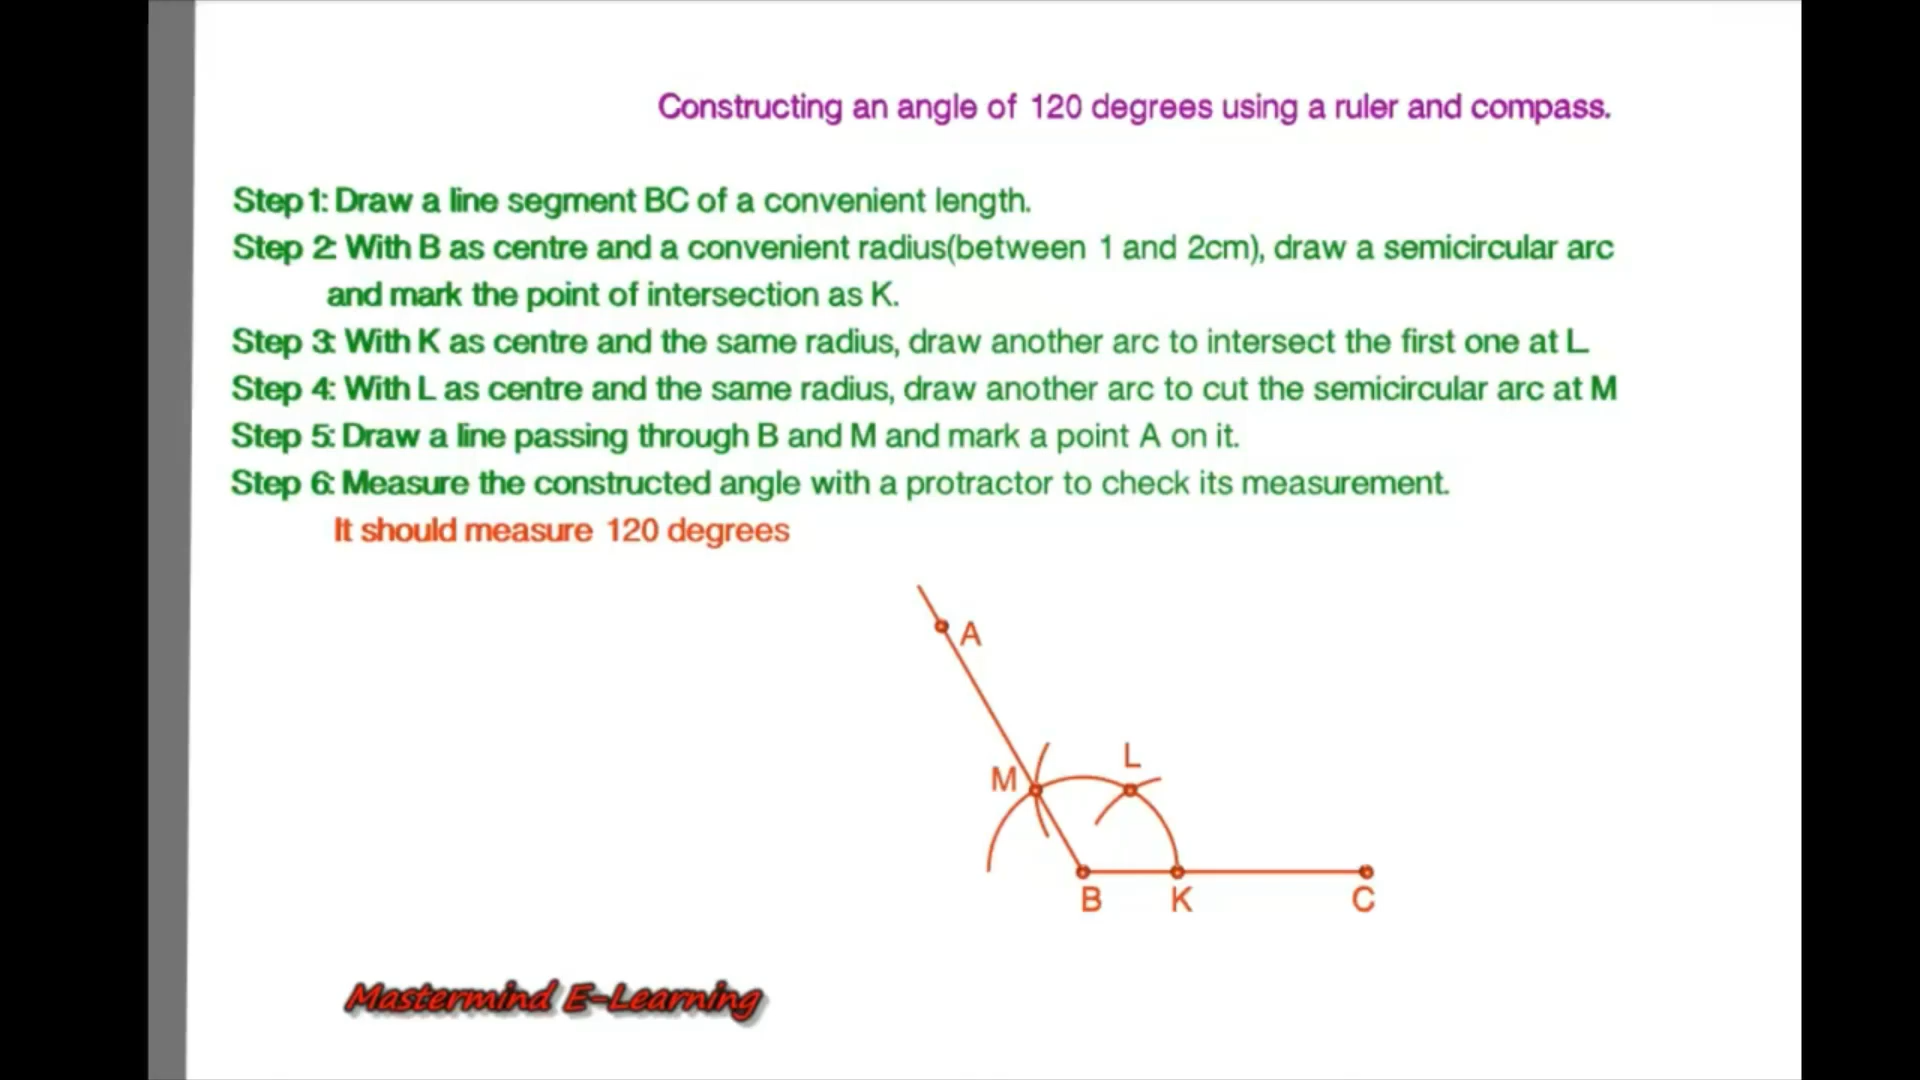 Constructing an angle of 120 degrees using a ruler and compass.
Step 1: Draw a line segment BC of a convenient length.
Step 2: With B as centre and a convenient radius(between 1 and 2cm), draw a semicircular arc
and mark the point of intersection as K.
Step 3: With K as centre and the same radius, draw another arc to intersect the first one at L
Step 4: With L as centre and the same radius, draw another arc to cut the semicircular arc at M
Step 5: Draw a line passing through B and M and mark a point A on it.
Step 6: Measure the constructed angle with a protractor to check its measurement.
It should measure 120 degrees
A
L
M
B K C
Mastermind E-Learning